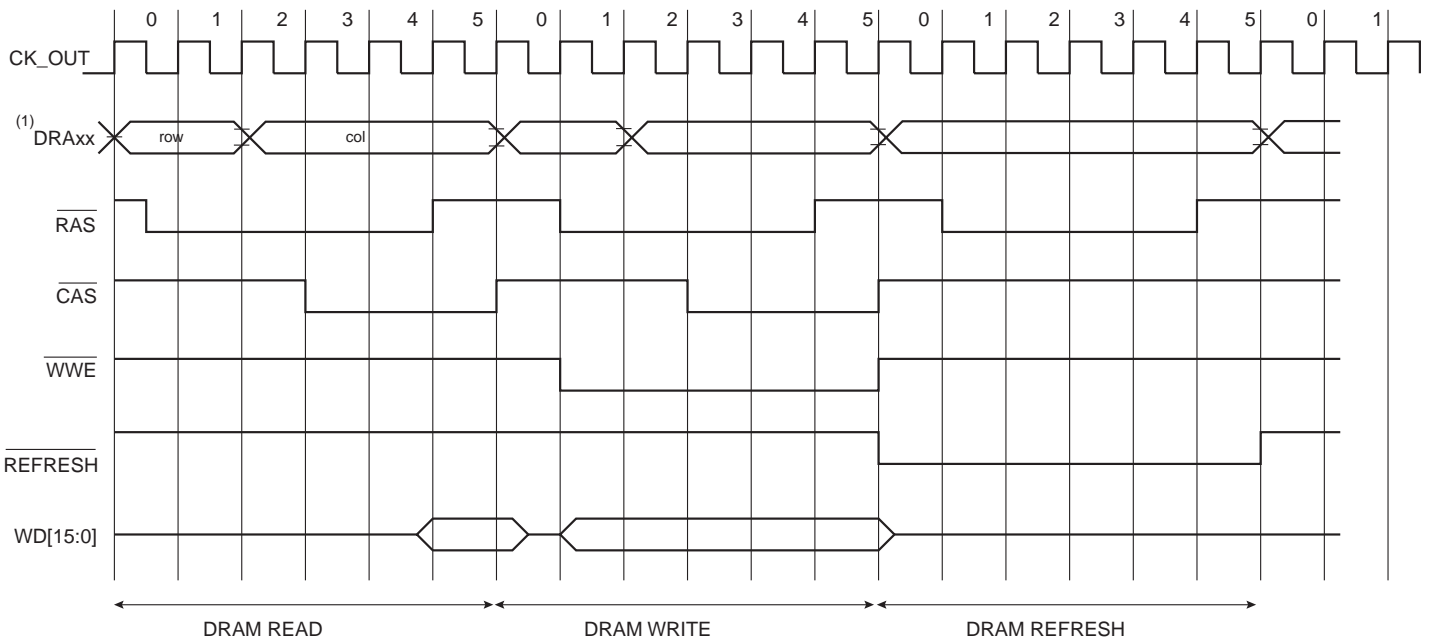 0 1 2 3 4 5 0 1 2 3 4 5 0 1 2 3 4 5 0 1
CK_OUT
(1) DRAxx row col
RAS
CAS
WWE
REFRESH
WD[15:0]
DRAM READ DRAM WRITE DRAM REFRESH